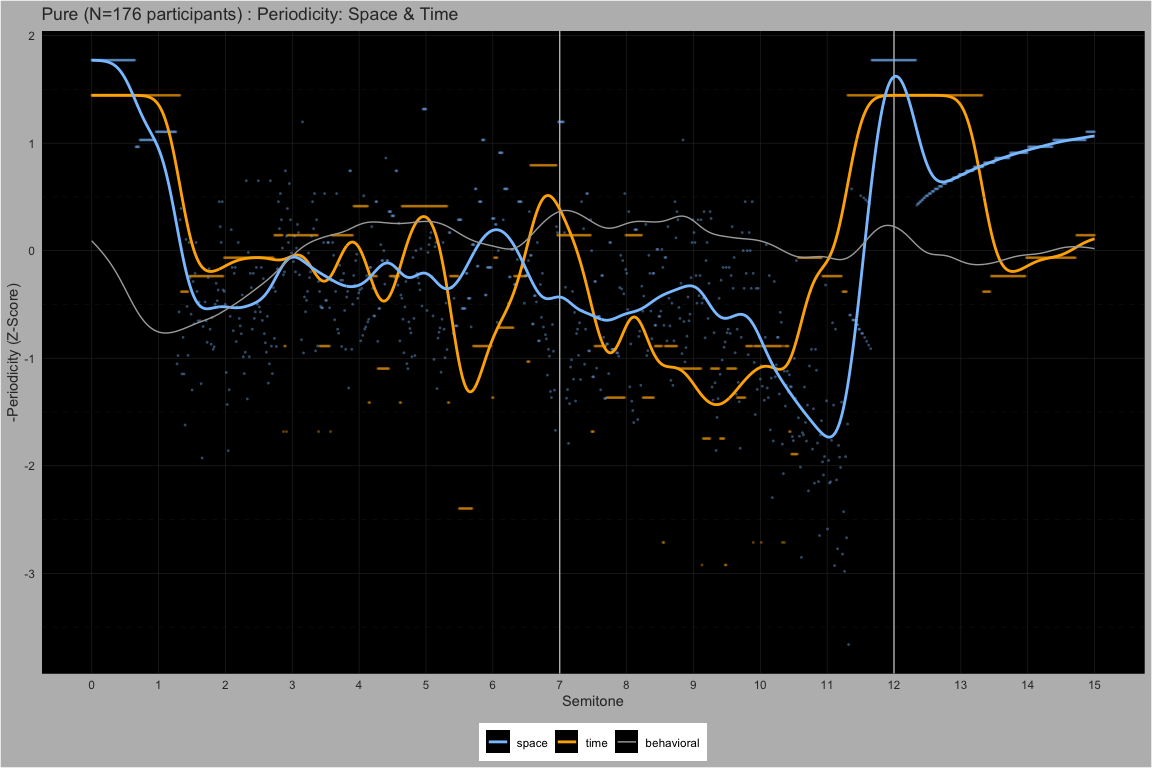 Pure (N=176 participants) : Periodicity: Space & Time
-Periodicity (Z-Score)
2
1
0
-1
-2
-3
0 1 2 3 4 5 6 7 8 9 10 11 12 13 14 15
Semitone
space time behavioral